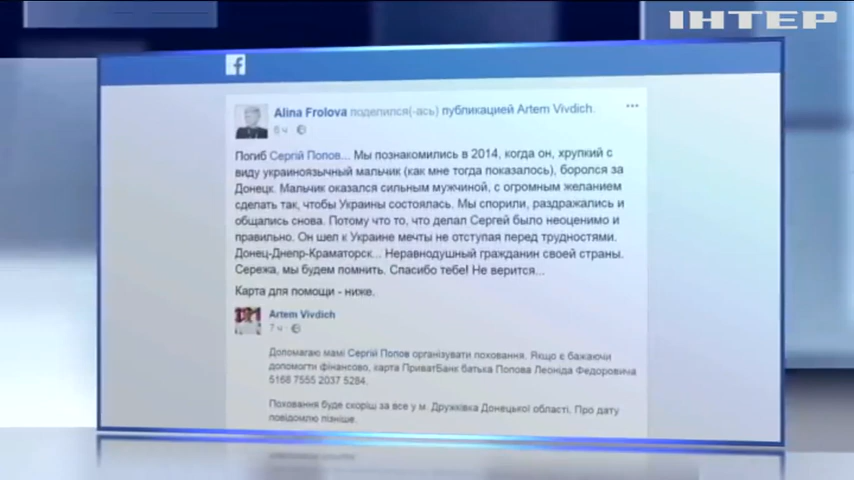 ІНТЕР
f
Alina Frolova поделился(-ась) публикацией Artem Vivdich.
6 ч ·
Погиб Сергій Попов... Мы познакомились в 2014, когда он, хрупкий с
виду украиноязычный мальчик (как мне тогда показалось), боролся за
Донецк. Мальчик оказался сильным мужчиной, с огромным желанием
сделать так, чтобы Украины состоялась. Мы спорили, раздражались и
общались снова. Потому что то, что делал Сергей было неоценимо и
правильно. Он шел к Украине мечты не отступая перед трудностями.
Донец-Днепр-Краматорск... Неравнодушный гражданин своей страны.
Сережа, мы будем помнить. Спасибо тебе! Не верится...
Карта для помощи - ниже.
Artem Vivdich
7 ч ·
Допомагаю мамі Сергій Попов організувати поховання. Якщо є бажаючи
допомогти фінансово, карта ПриватБанк батька Попова Леоніда Федоровича
5168 7555 2037 5284.
Поховання буде скоріш за все у м. Дружківка Донецької області. Про дату
повідомлю пізніше.